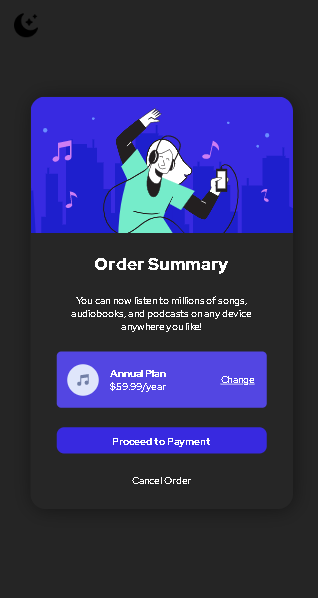 Order Summary
You can now listen to millions of songs,
audiobooks, and podcasts on any device
anywhere you like!
Annual Plan
$59.99/year
Change
Proceed to Payment
Cancel Order